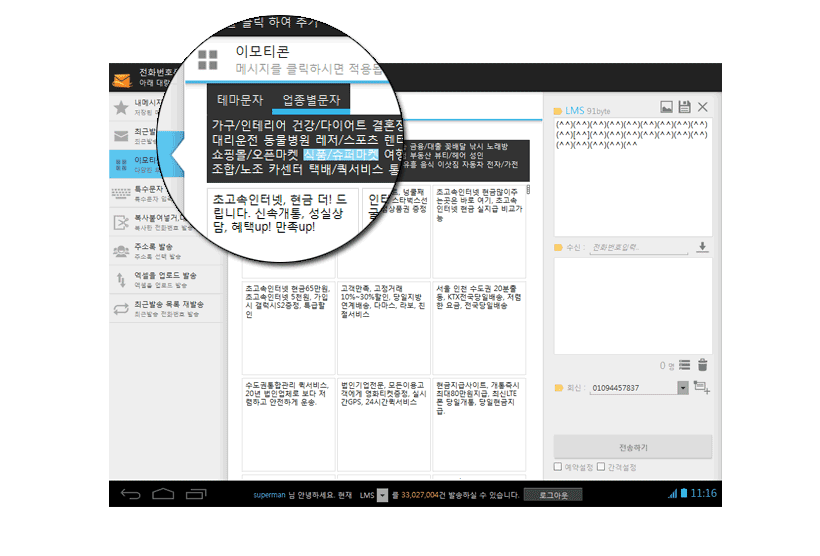 클릭 하여 추가
이모티콘
메시지를 클릭하시면 적용됩
테마문자 업종별문자
가구/인테리어 건강/다이어트 결혼정
대리운전 동물병원 레저/스포츠 렌탈
쇼핑몰/오픈마켓 식품/슈퍼마켓 여행
조합/노조 카센터 택배/퀵서비스 통
금융/대출 꽃배달 낚시 노래방
부동산 뷰티/헤어 성인
유흥 음식 이삿짐 자동차 전자/가전
초고속인터넷, 현금 더! 드
립니다. 신속개통, 성실상
담, 혜택up! 만족up!
인터
넝쿨째
스타벅스선
상품권 증정
초고속인터넷 현금많이주
는곳은 바로 여기, 초고속
인터넷 현금 실지급 비교가
능
초고속인터넷 현금65만원,
초고속인터넷 5천원, 가입
시 갤럭시S2증정, 특급할
인
고객만족, 고정거래
10%~30%할인, 당일지방
연계배송, 다마스, 라보, 친
절서비스
서울 인천 수도권 20분출
동, KTX전국당일배송, 저렴
한 요금, 전국당일배송
수도권통합관리 퀵서비스,
20년 법인업체로 보다 저
렴하고 안전하게 운송.
법인기업전문, 모든이용고
객에게 영화티켓증정, 실시
간GPS, 24시간퀵서비스
현금지급사이트, 개통즉시
최대80만원지급, 최신LTE
폰 당일개통, 당일현금지
급.
전화번호
아래 대량
내메시지
저장된
최근발
최근발송
이모티
저장된
특수문자
특수문자 입력
복사붙여넣기
복사한 전화번호 발송
주소록 발송
주소록 선택 발송
엑셀을 업로드 발송
엑셀을 업로드 발송
최근발송 목록 재발송
최근발송 전화번호 발송
LMS 91byte
(^^)(^^)(^^)(^^)(^^)(^^)(^^)(^^)
(^^)[^^](^^)(^^)(^^)(^^)(^^)(^^)
(^^)(^^)(^^)(^^)(^^
수신 : 전화번호입력..
0 명
회신 : 01094457837
전송하기
예약설정 간격설정
superman 님 안녕하세요. 현재 LMS 를 33,027,004건 발송하실 수 있습니다. 로그아웃
11:16